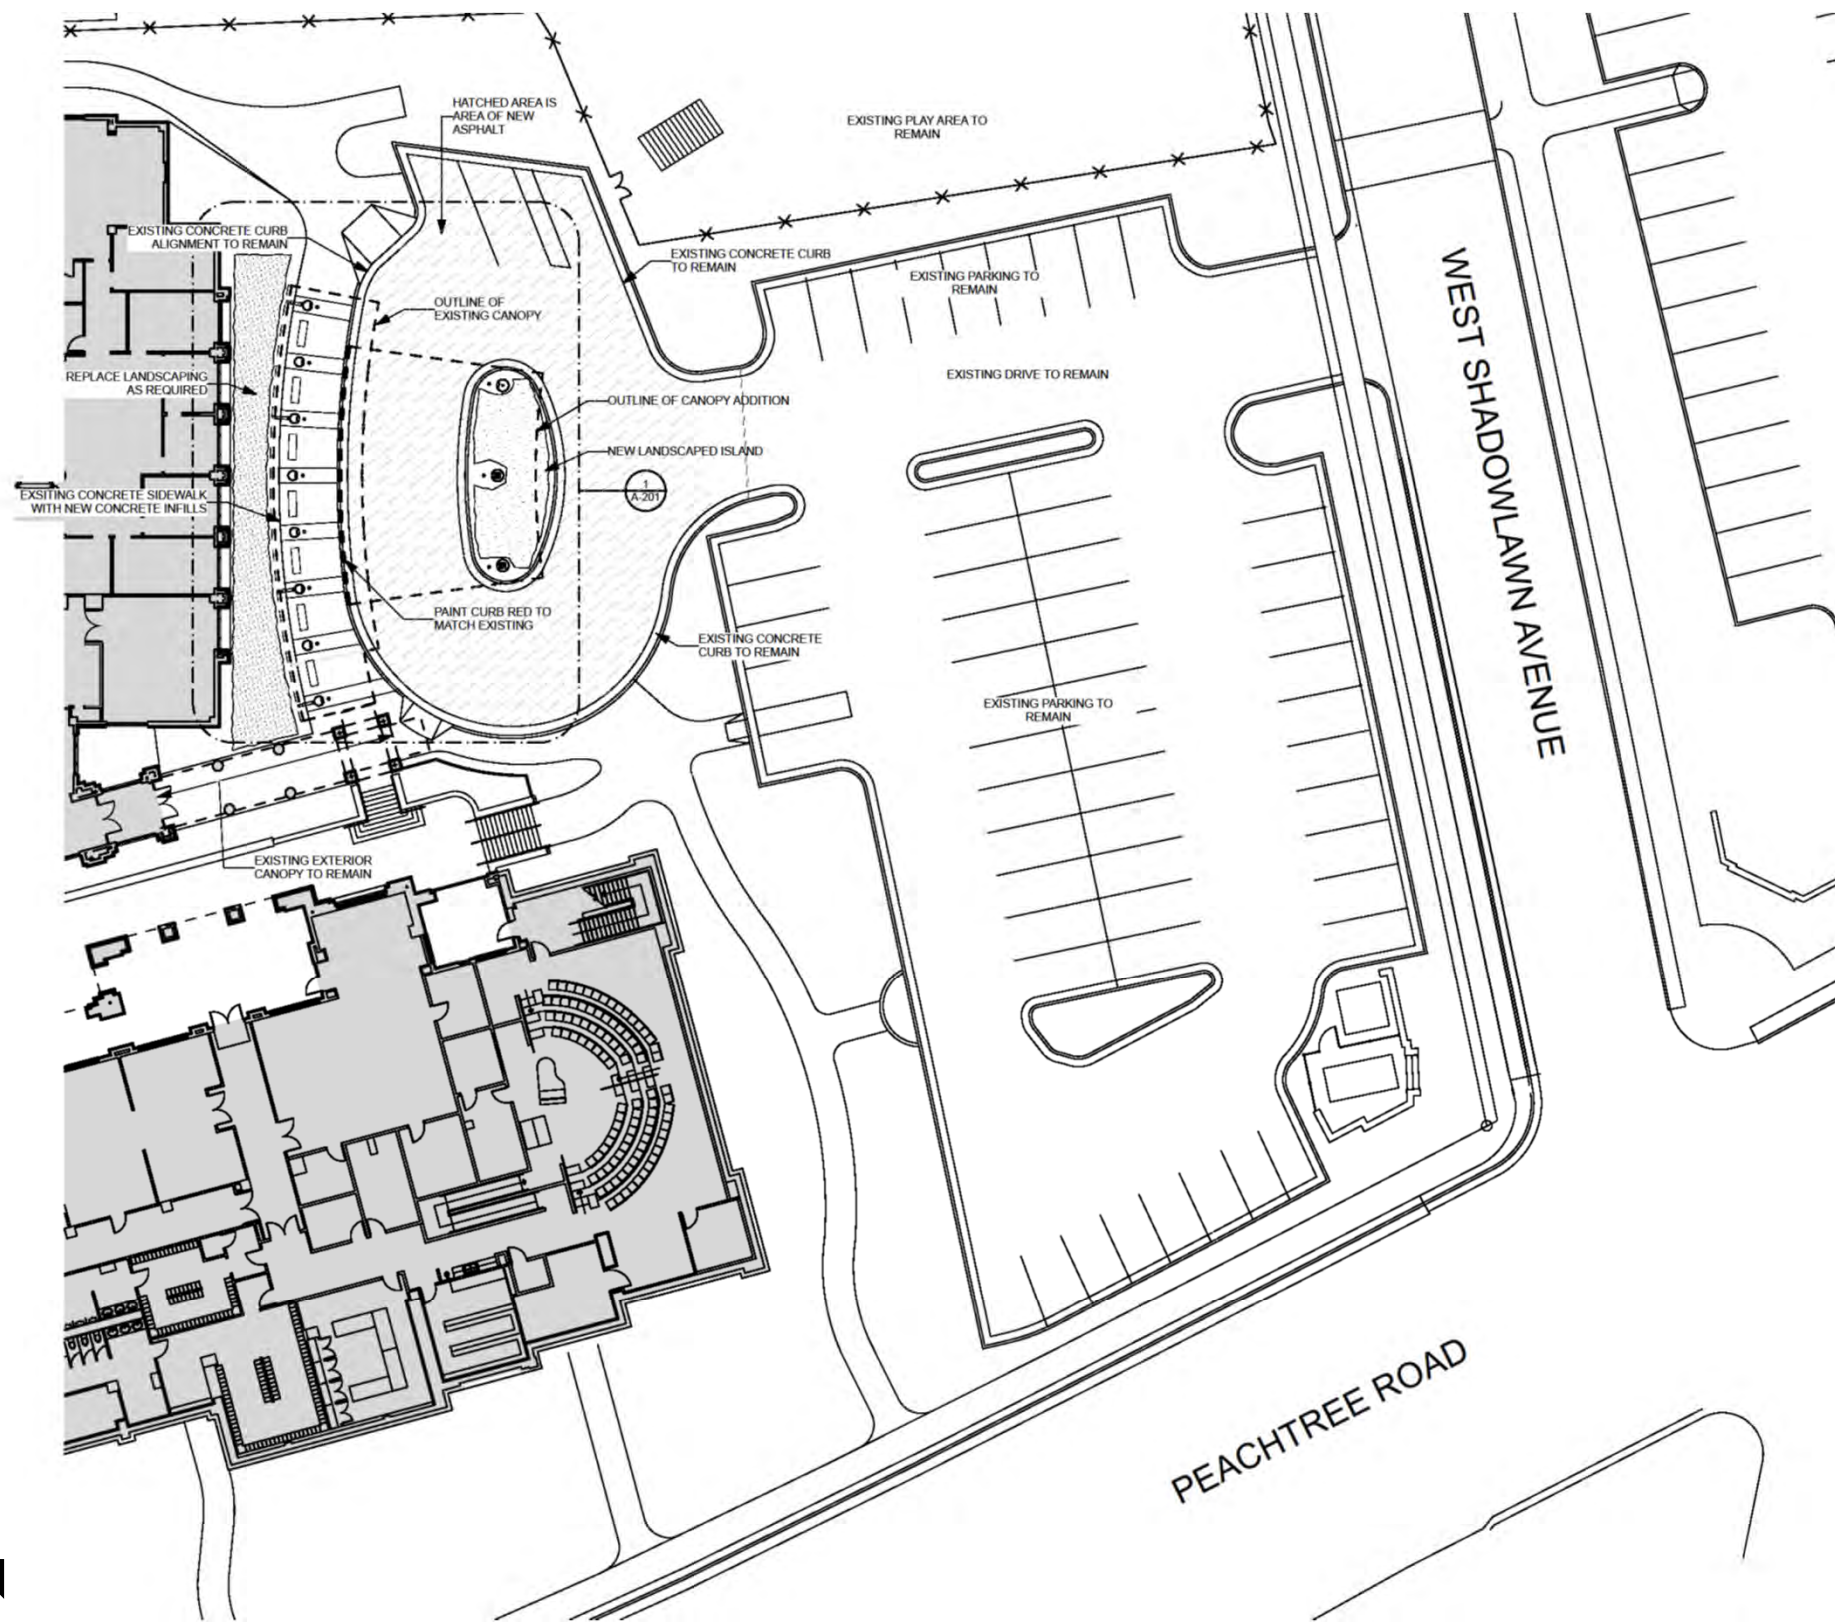 HATCHED AREA IS
AREA OF NEW
ASPHALT
EXISTING PLAY AREA TO
REMAIN
EXISTING CONCRETE CURB
ALIGNMENT TO REMAIN
EXISTING CONCRETE CURB
TO REMAIN
EXISTING PARKING TO
REMAIN
OUTLINE OF
EXISTING CANOPY
REPLACE LANDSCAPING
AS REQUIRED
EXISTING DRIVE TO REMAIN
OUTLINE OF CANOPY ADDITION
NEW LANDSCAPED ISLAND
1
A-201
EXSITING CONCRETE SIDEWALK
WITH NEW CONCRETE INFILLS
WEST SHADOWLAWN AVENUE
PAINT CURB RED TO
MATCH EXISTING
EXISTING CONCRETE
CURB TO REMAIN
EXISTING PARKING TO
REMAIN
EXISTING EXTERIOR
CANOPY TO REMAIN
PEACHTREE ROAD